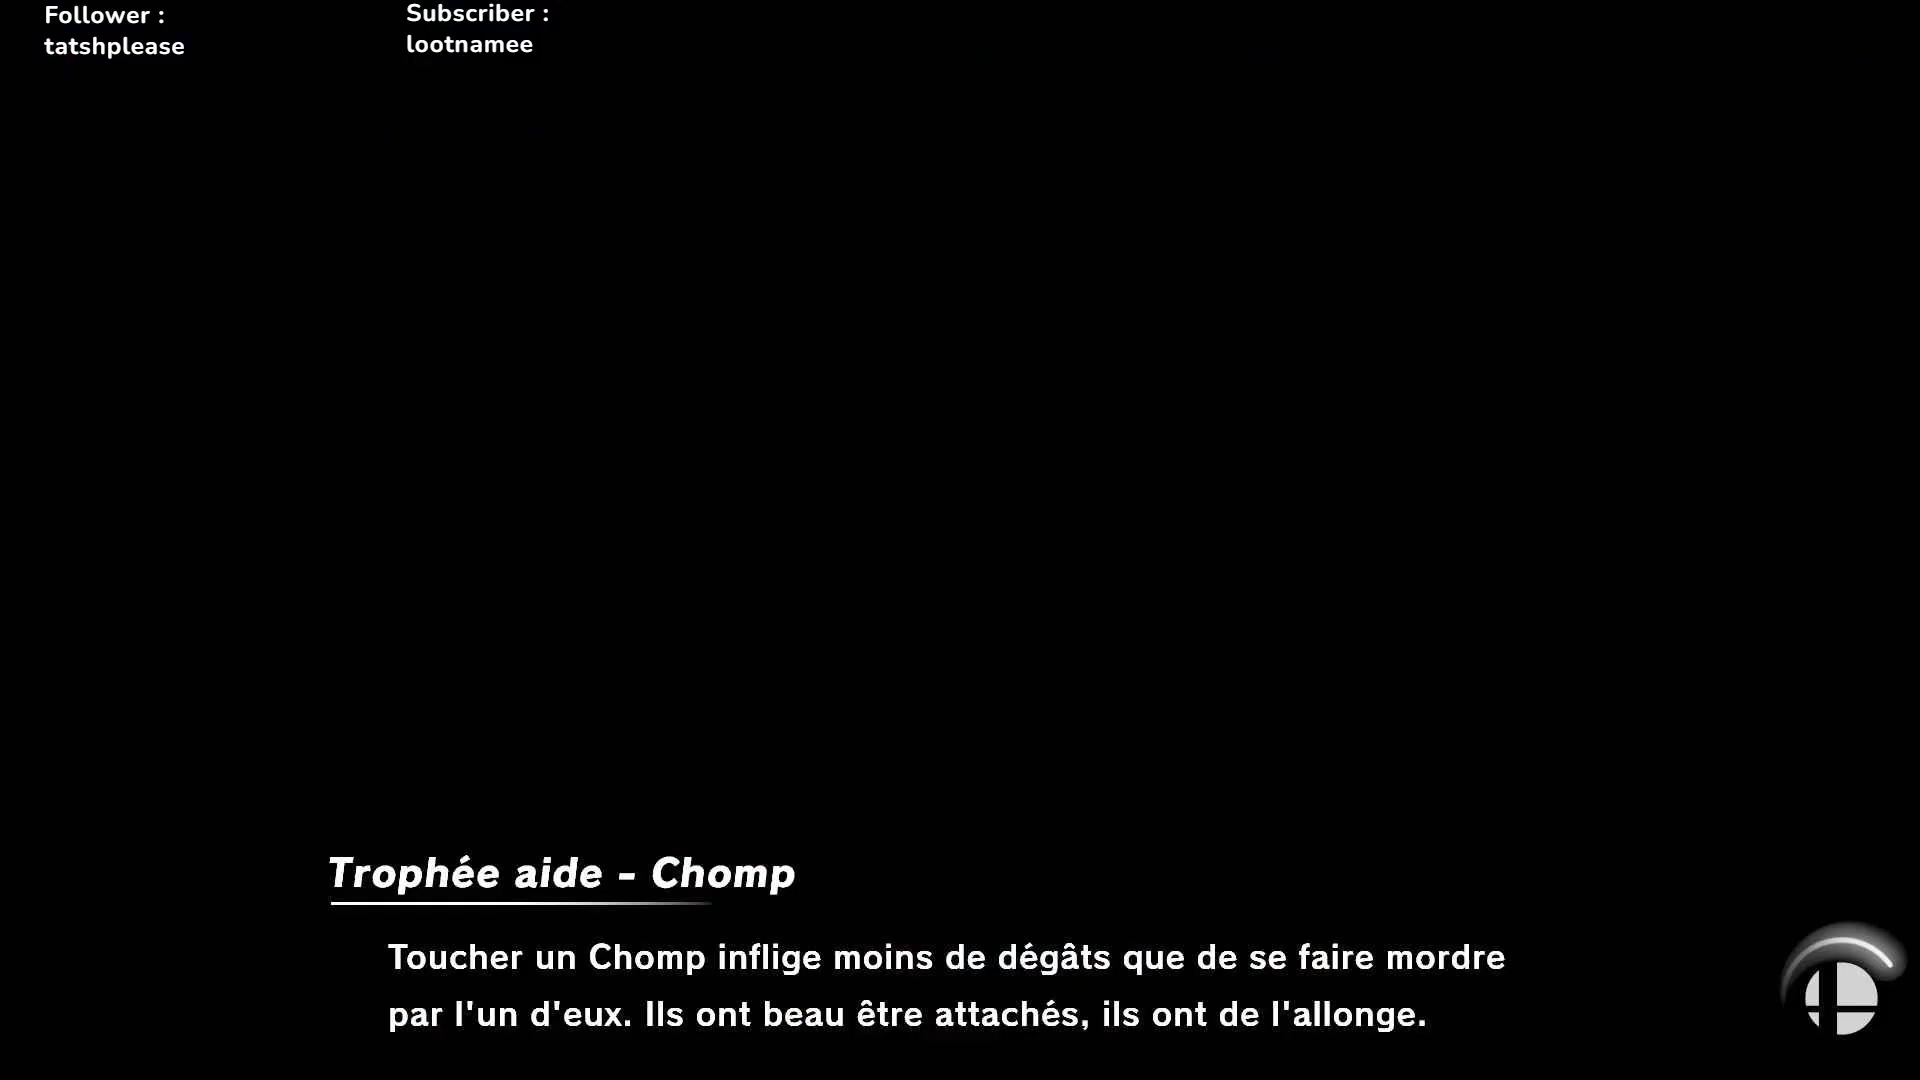 Follower :
tatshplease
Subscriber :
lootnamee
Trophée aide - Chomp
Toucher un Chomp inflige moins de dégâts que de se faire mordre
par l'un d'eux. Ils ont beau être attachés, ils ont de l'allonge.